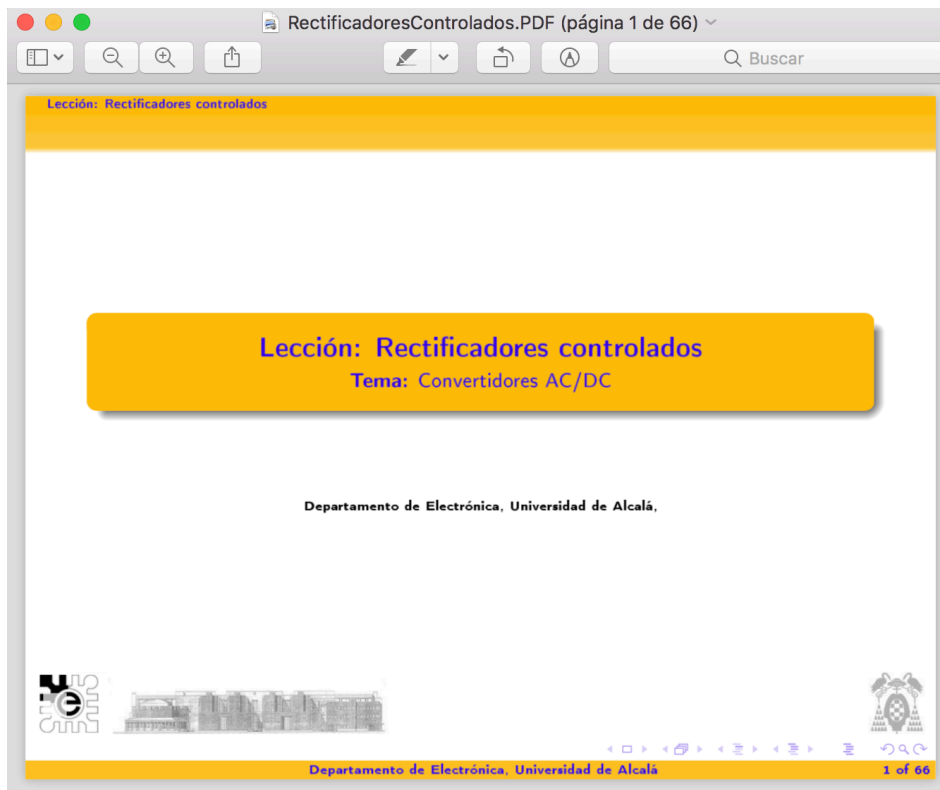 RectificadoresControlados.PDF (página 1 de 66)
Buscar
Lección: Rectificadores controlados
Lección: Rectificadores controlados
Tema: Convertidores AC/DC
Departamento de Electrónica, Universidad de Alcalá,
Departamento de Electrónica, Universidad de Alcalá
1 of 66